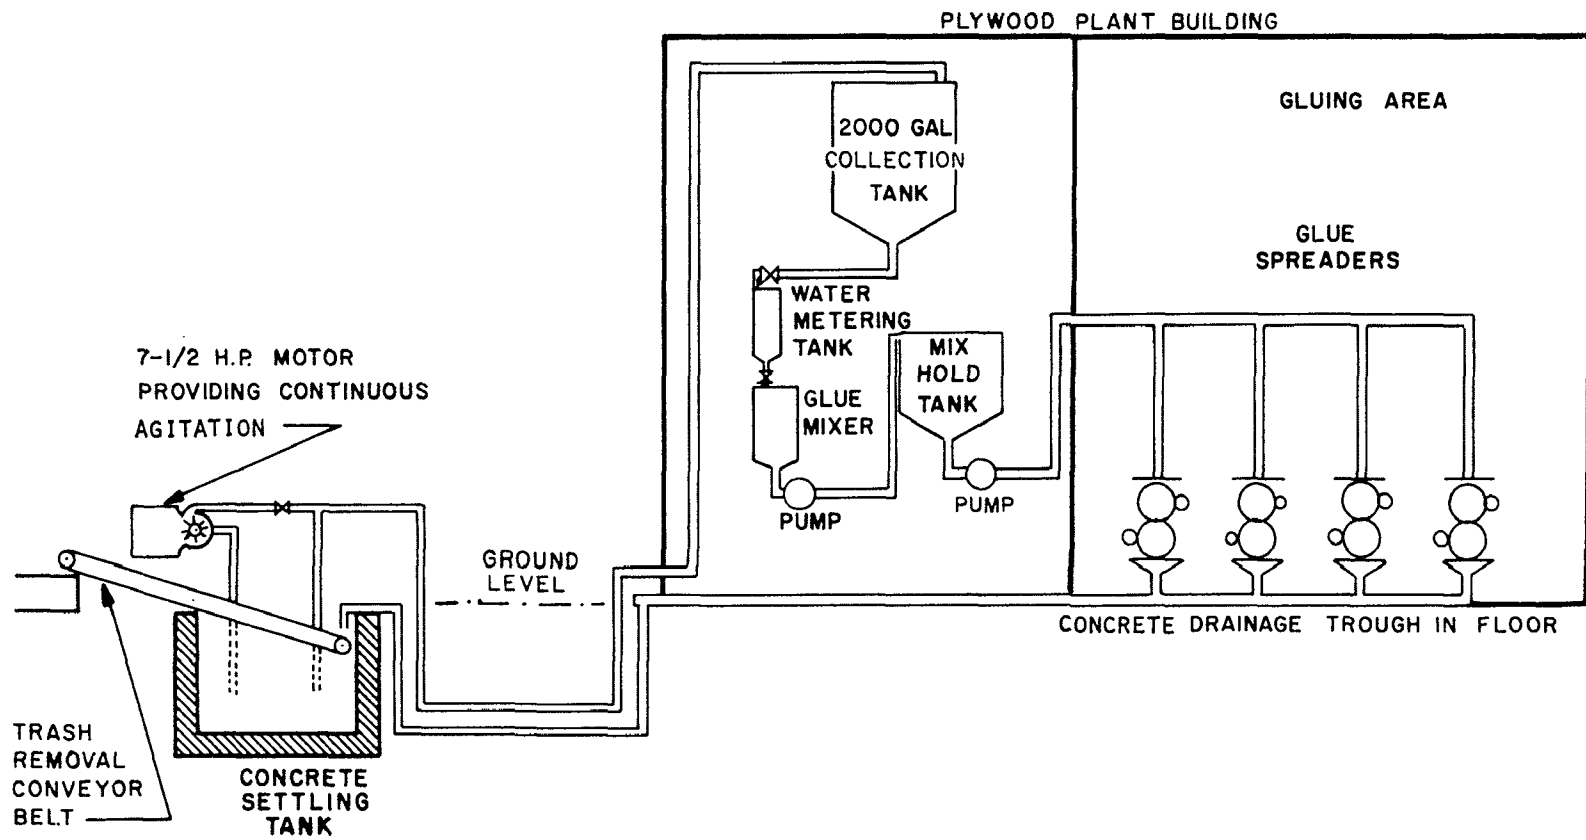 PLYWOOD PLANT BUILDING
GLUING AREA
2000 GAL
COLLECTION
TANK
GLUE
SPREADERS
WATER
METERING
TANK
MIX
HOLD
TANK
GLUE
MIXER
PUMP
PUMP
7-1/2 H.P. MOTOR
PROVIDING CONTINUOUS
AGITATION
GROUND
LEVEL
CONCRETE DRAINAGE TROUGH IN FLOOR
TRASH
REMOVAL
CONVEYOR
BELT
CONCRETE
SETTLING
TANK